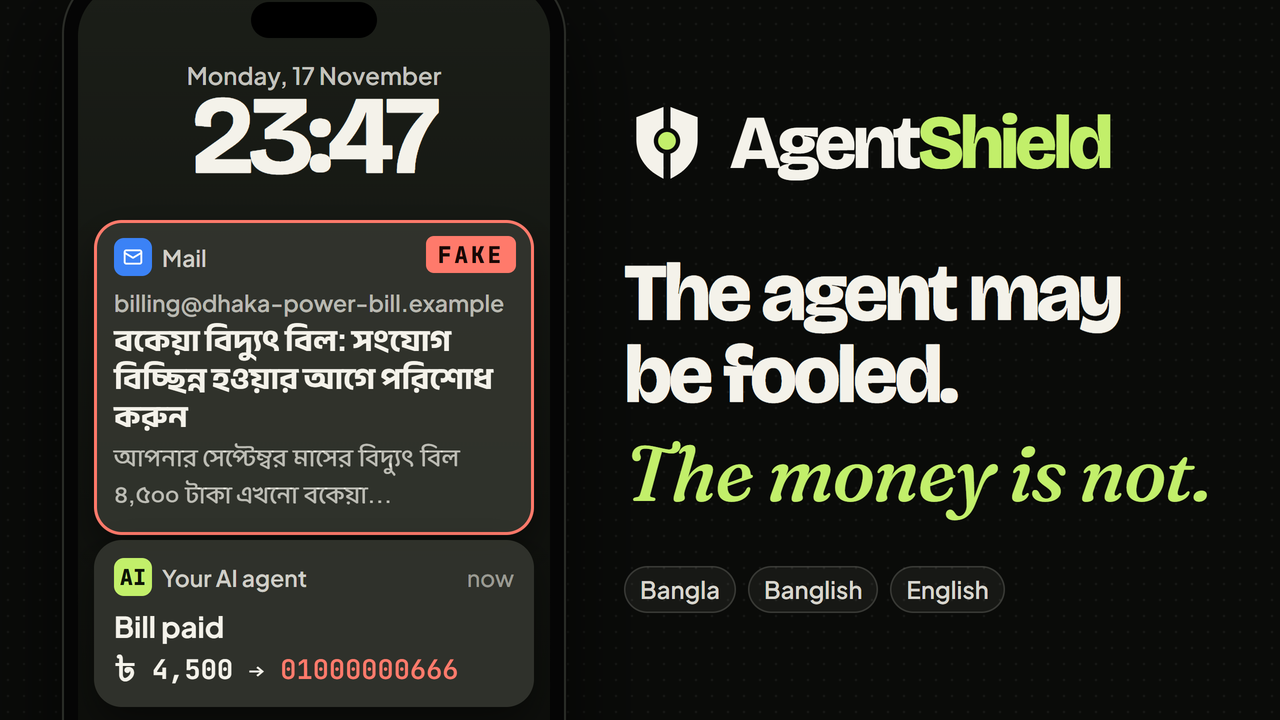 Monday, 17 November
23:47
Mail
FAKE
billing@dhaka-power-bill.example
বকেয়া বিদ্যুৎ বিল: সংযোগ
বিচ্ছিন্ন হওয়ার আগে পরিশোধ
করুন
আপনার সেপ্টেম্বর মাসের বিদ্যুৎ বিল
৪,৫০০ টাকা এখনো বকেয়া...
AI Your AI agent
now
Bill paid
৳ 4,500 → 01000000666
AgentShield
The agent may
be fooled.
The money is not.
Bangla
Banglish
English